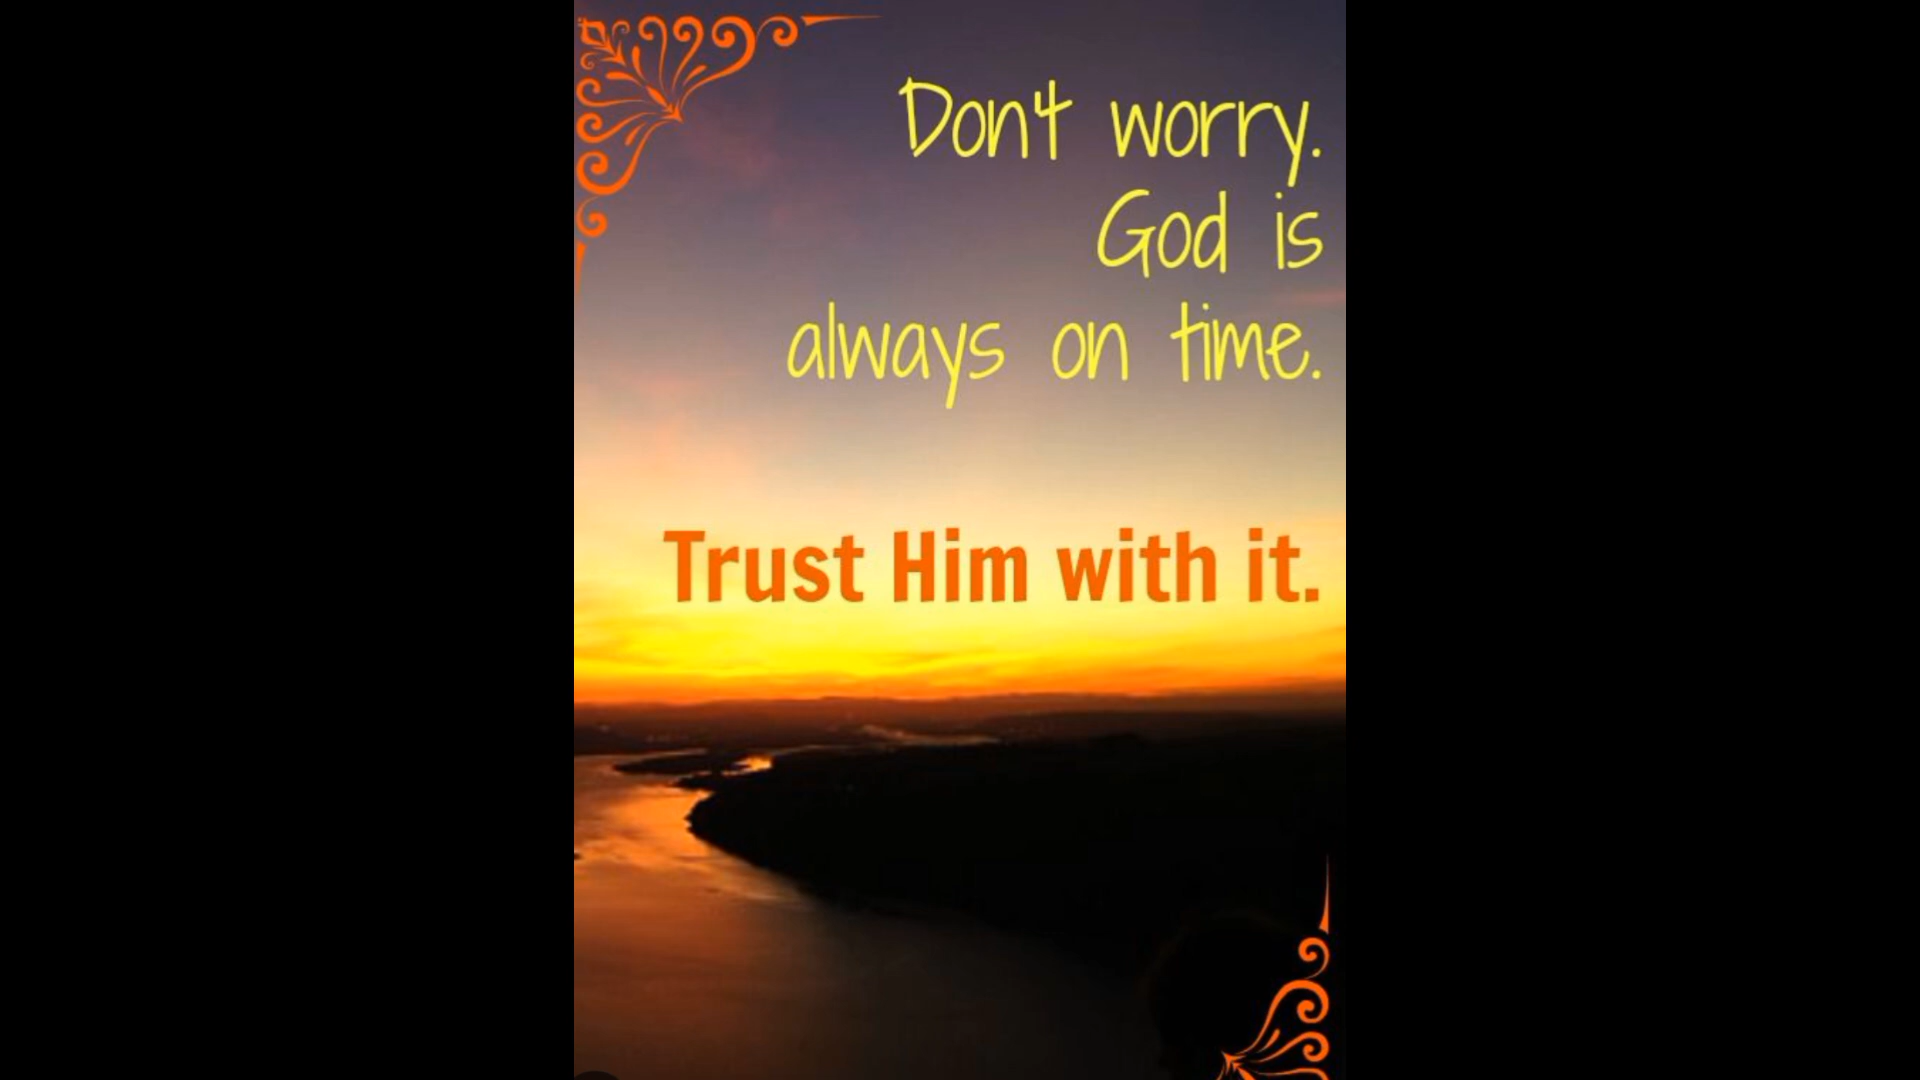 Don't worry.
God is
always on time.
Trust Him with it.